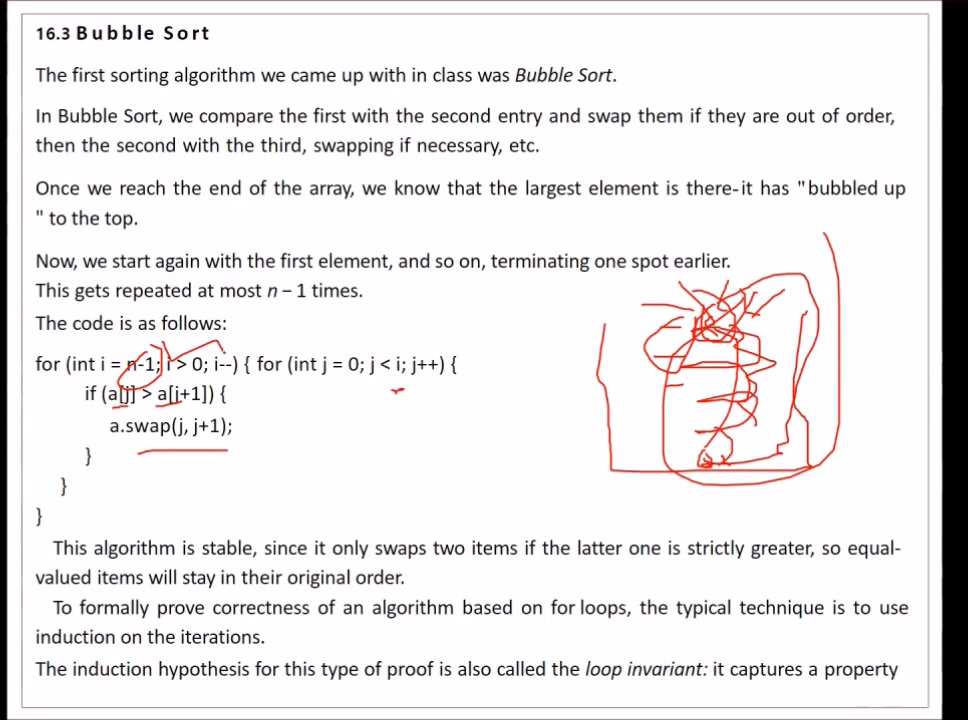 16.3 Bubble Sort
The first sorting algorithm we came up with in class was Bubble Sort.
In Bubble Sort, we compare the first with the second entry and swap them if they are out of order,
then the second with the third, swapping if necessary, etc.
Once we reach the end of the array, we know that the largest element is there-it has "bubbled up
" to the top.
Now, we start again with the first element, and so on, terminating one spot earlier.
This gets repeated at most n − 1 times.
The code is as follows:
for (int i = n-1; i > 0; i--) { for (int j = 0; j < i; j++) {
if (a[j] > a[j+1]) {
a.swap(j, j+1);
}
}
}
This algorithm is stable, since it only swaps two items if the latter one is strictly greater, so equal-
valued items will stay in their original order.
To formally prove correctness of an algorithm based on for loops, the typical technique is to use
induction on the iterations.
The induction hypothesis for this type of proof is also called the loop invariant: it captures a property